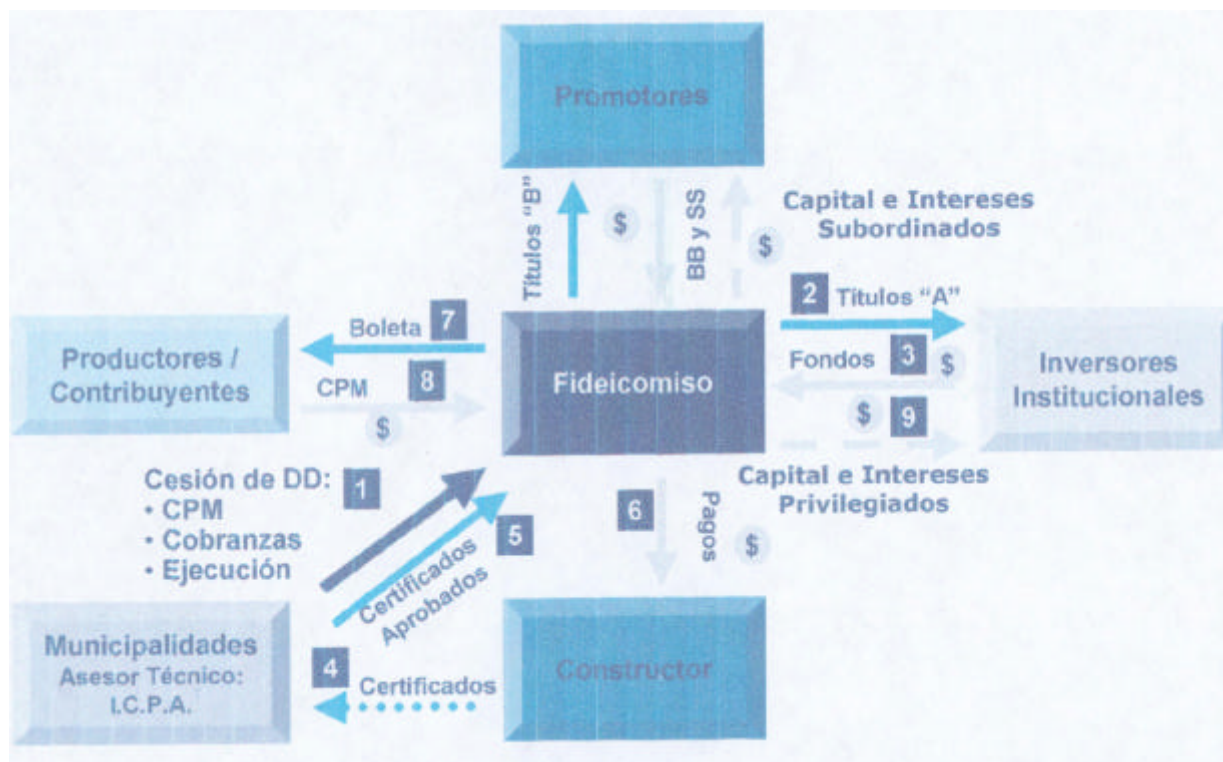 Promotores
Títulos "B"
$
BB y SS
$
Capital e Intereses
Subordinados
2 Títulos "A"
Boleta 7
Productores /
Contribuyentes
CPM 8
$
Fideicomiso
Fondos 3
$
$ 9
Inversores
Institucionales
Capital e Intereses
Privilegiados
Cesión de DD: 1
• CPM
• Cobranzas
• Ejecución
5
Certificados
Aprobados
6
Pagos
$
Municipalidades
Asesor Técnico:
I.C.P.A.
4
Certificados
Constructor